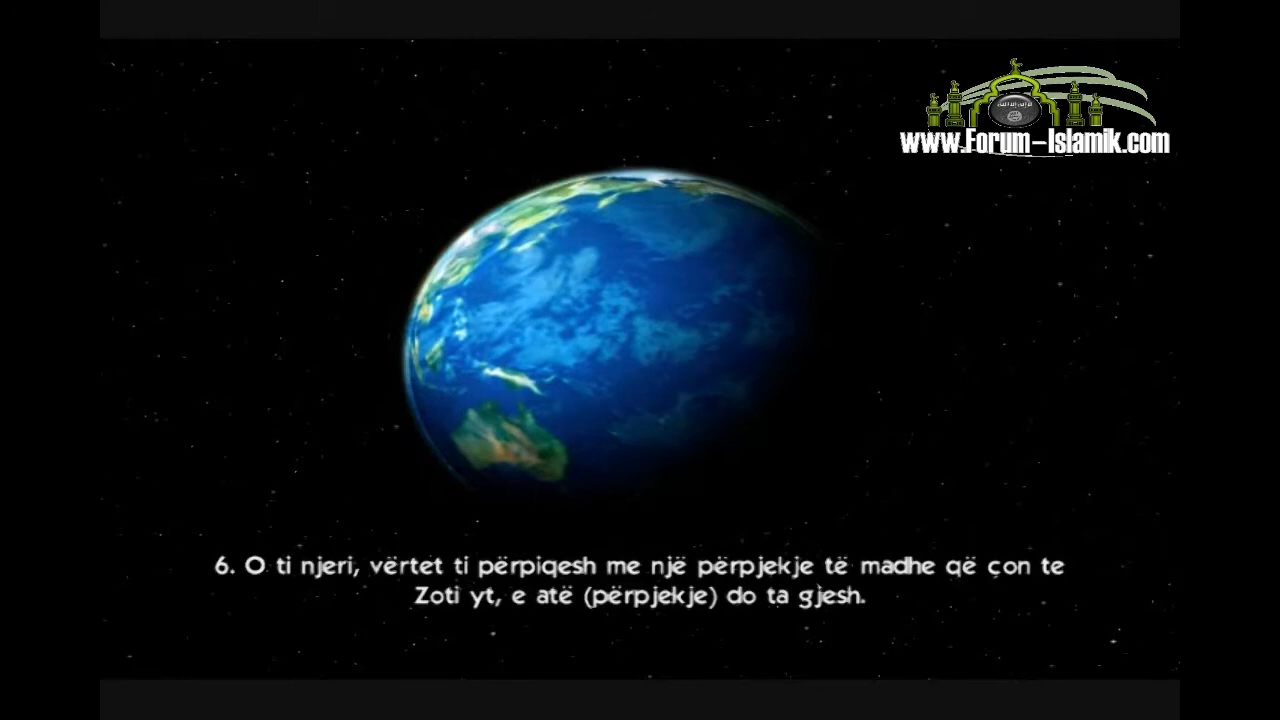 www.Forum-Islamik.com
6. O ti njeri, vërtet ti përpiqesh me një përpjekje të madhe që çon te
Zoti yt, e atë (përpjekje) do ta gjesh.